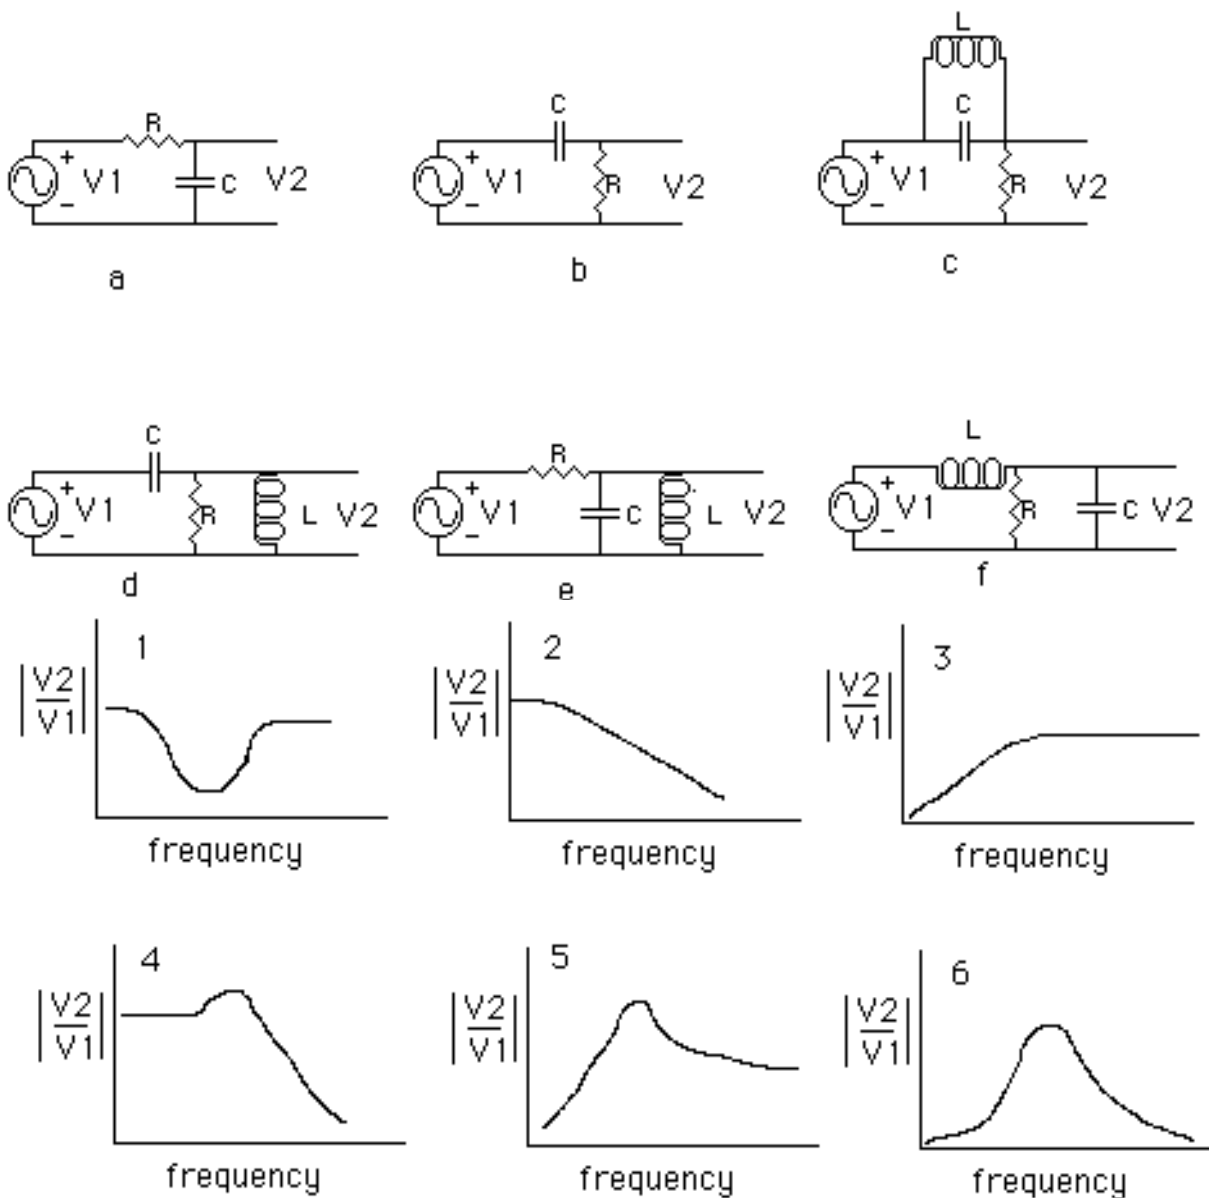 L
R
C
C
+
V1
−
C
V2
+
V1
−
R
V2
+
V1
−
R
V2
a
b
c
C
R
L
+
V1
−
R
L
V2
+
V1
−
C
L
V2
+
V1
−
R
C
V2
d
e
f
1
|V2/V1|
frequency
2
|V2/V1|
frequency
3
|V2/V1|
frequency
4
|V2/V1|
frequency
5
|V2/V1|
frequency
6
|V2/V1|
frequency